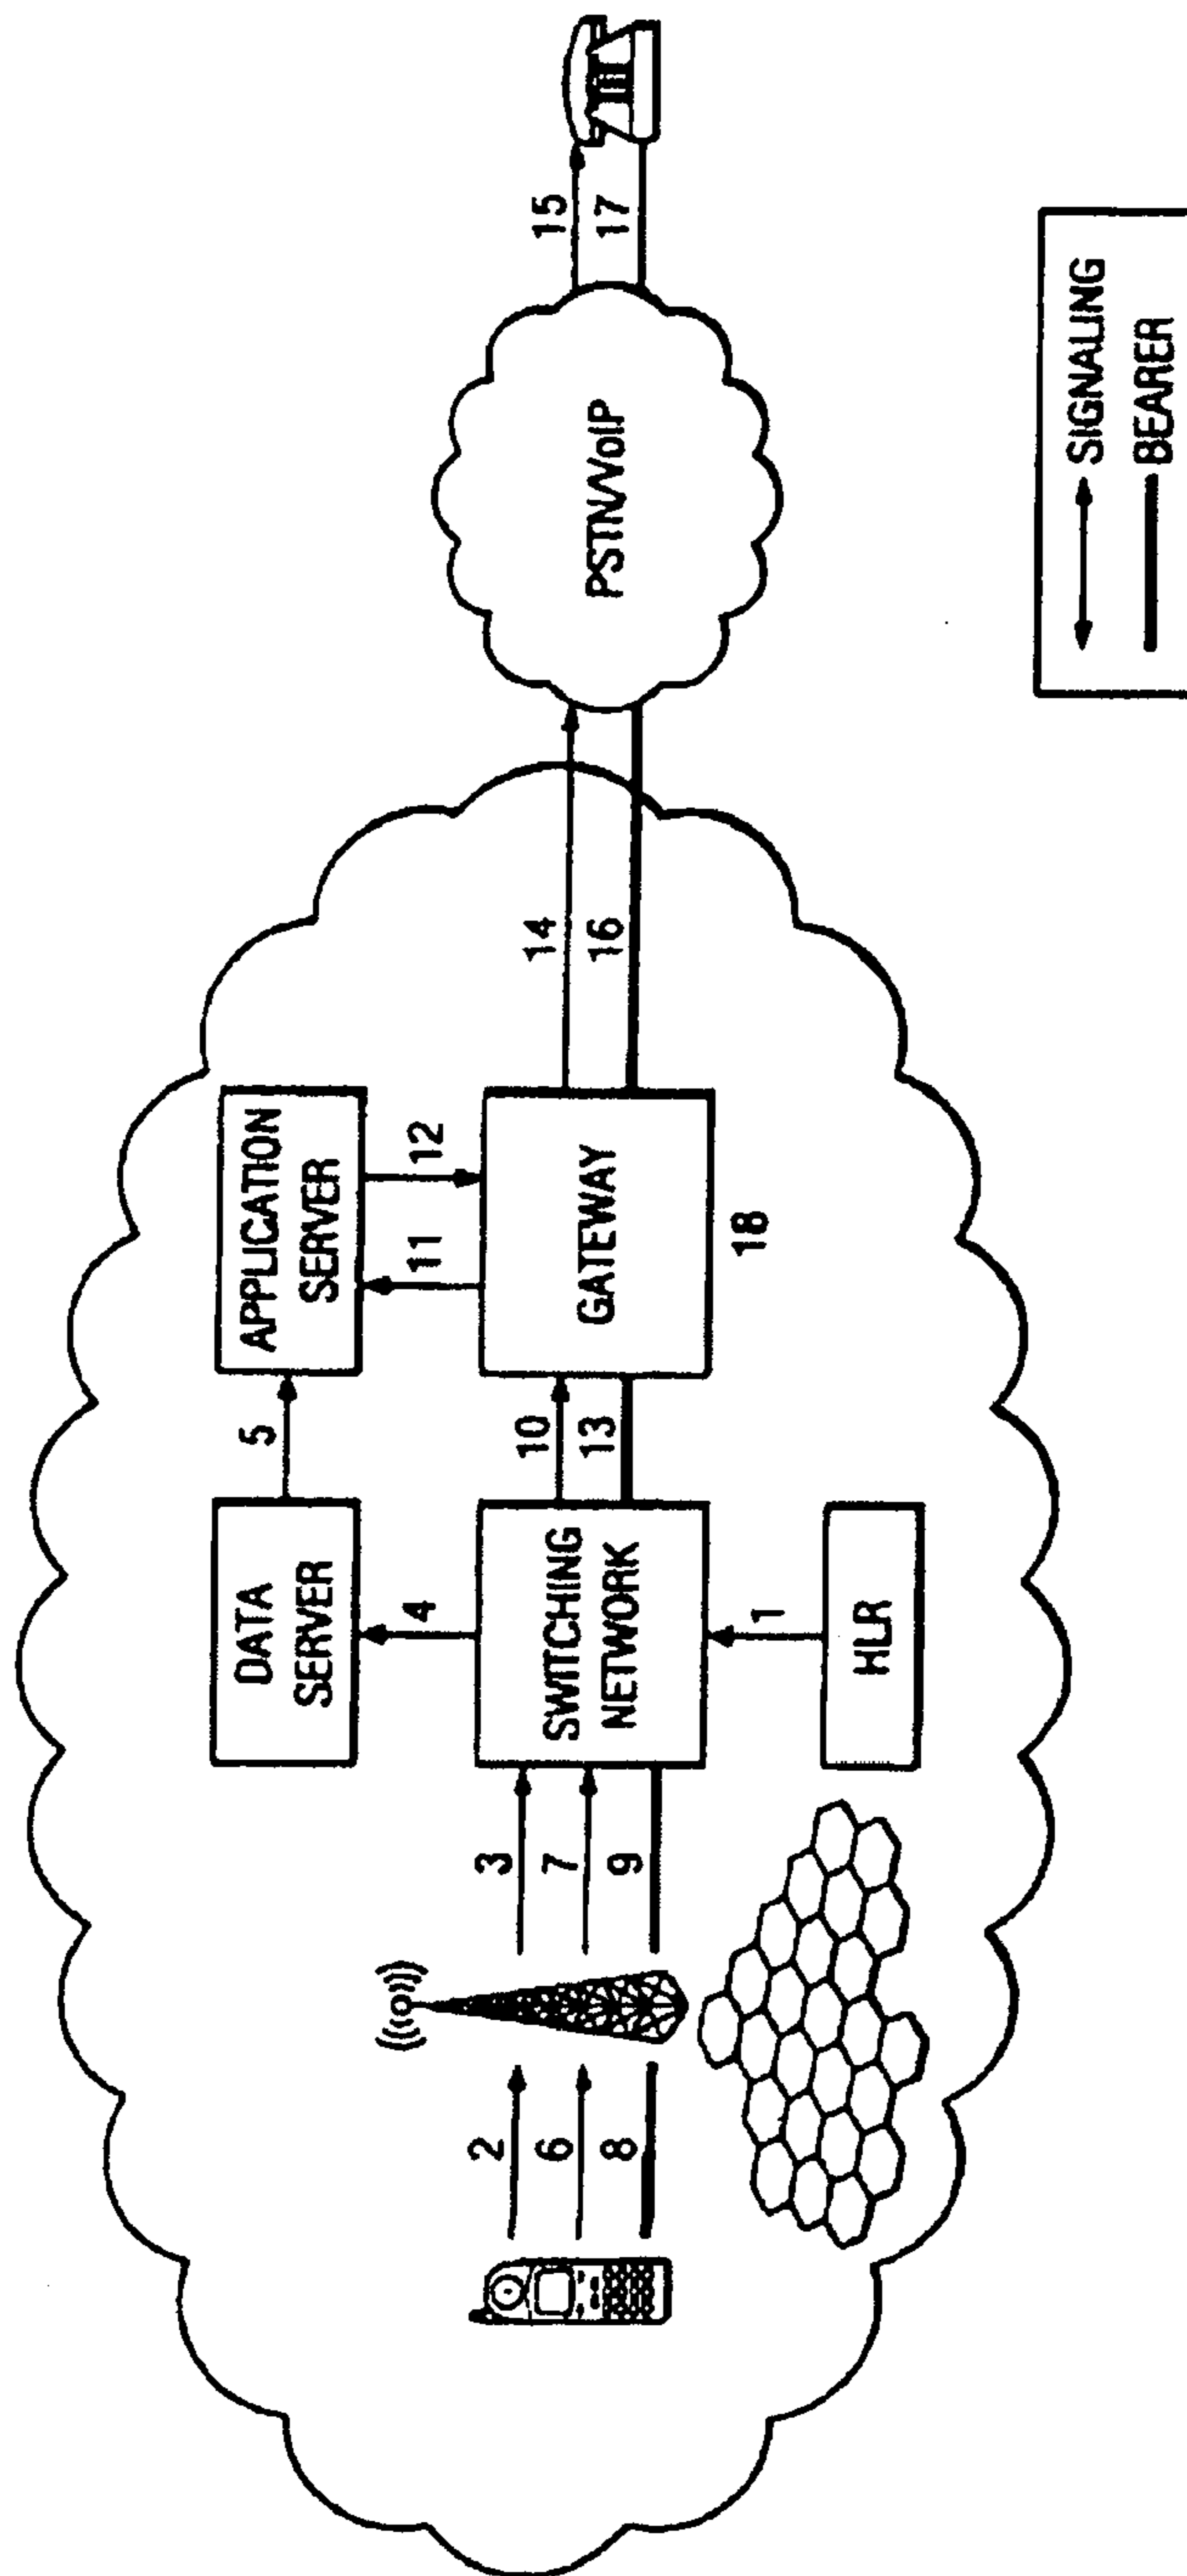 DATA
SERVER
APPLICATION
SERVER
5
4
11
12
2
3
6
7
8
9
SWITCHING
NETWORK
10
13
GATEWAY
18
14
16
PSTN/VoIP
15
17
1
HLR
SIGNALING
BEARER